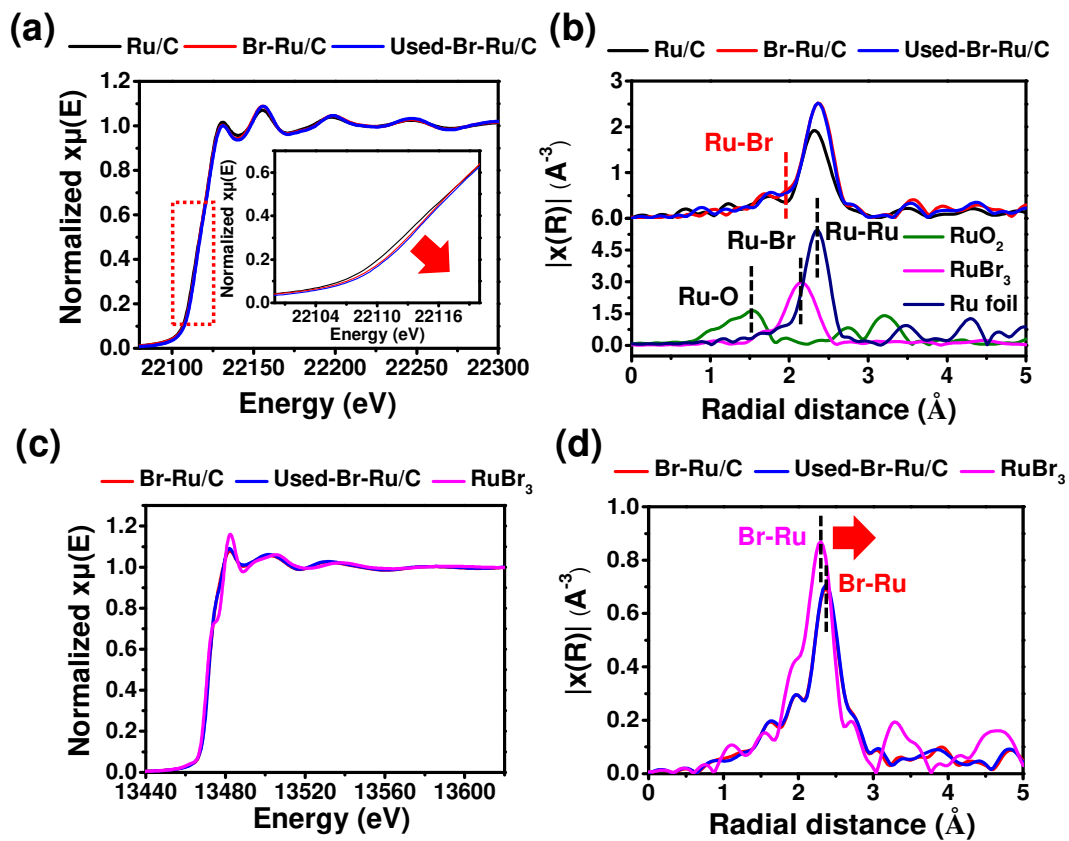 (a)
Ru/C Br-Ru/C Used-Br-Ru/C
Normalized xμ(E)
1.2
1.0
0.8
0.6
0.4
0.2
0.0
22100 22150 22200 22250 22300
Energy (eV)
Normalized xμ(E)
0.6
0.4
0.2
0.0
22104 22110 22116
Energy (eV)
(b)
Ru/C Br-Ru/C Used-Br-Ru/C
|x(R)| (A⁻³)
3
2
1
6.0
4.5
3.0
1.5
0.0
Ru-Br
Ru-Br
Ru-Ru
Ru-O
RuO₂
RuBr₃
Ru foil
0 1 2 3 4 5
Radial distance (Å)
(c)
Br-Ru/C Used-Br-Ru/C RuBr₃
Normalized xμ(E)
1.2
1.0
0.8
0.6
0.4
0.2
0.0
13440 13480 13520 13560 13600
Energy (eV)
(d)
Br-Ru/C Used-Br-Ru/C RuBr₃
|x(R)| (A⁻³)
1.0
0.8
0.6
0.4
0.2
0.0
Br-Ru
Br-Ru
0 1 2 3 4 5
Radial distance (Å)